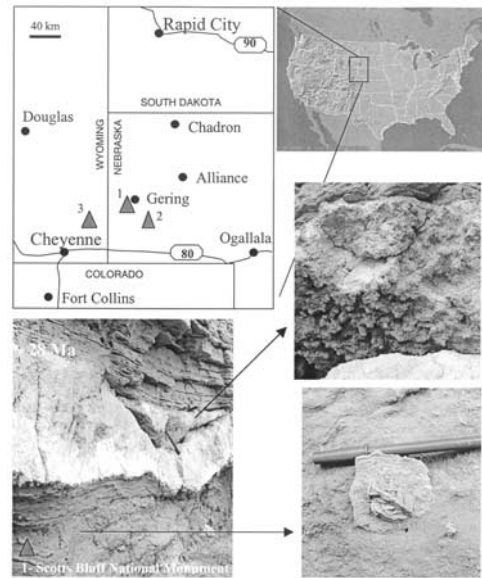 40 km
Rapid City
90
SOUTH DAKOTA
Douglas
WYOMING
NEBRASKA
Chadron
Alliance
1
Gering
3
2
Cheyenne
80
Ogallala
COLORADO
Fort Collins
28 Ma
1- Scotts Bluff National Monument